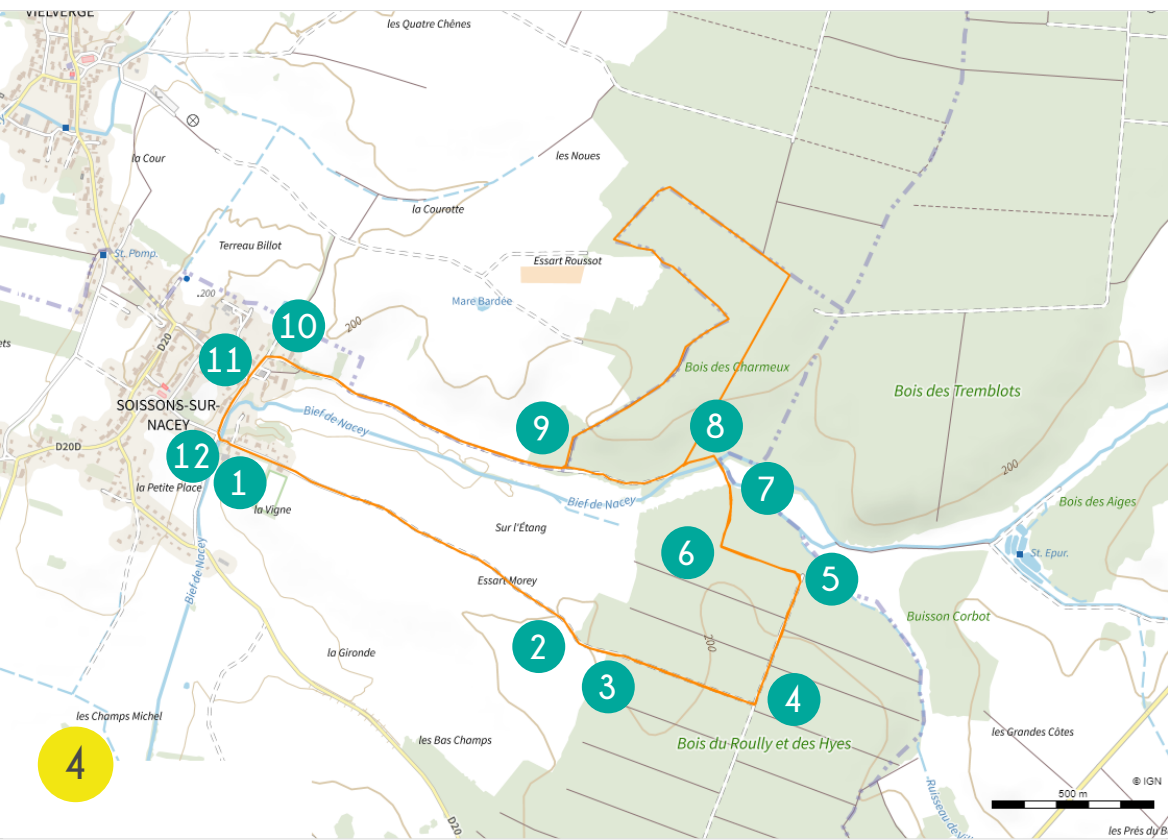 VIELVERGE
les Quatre Chênes
les Noues
la Cour
la Courotte
Terreau Billot
St. Pomp.
Essart Roussot
.200
Mare Bardée
200
10
D20
11
ets
Bois des Charmeux
Bois des Tremblots
SOISSONS-SUR-
NACEY
Bief de Nacey
9
8
D20D
12
1
200
la Petite Place
7
la Vigne
Bief de Nacey
Bois des Aiges
Sur l'Étang
6
St. Epur.
Bief de Nacey
Essart Morey
5
Buisson Corbot
200
2
la Gironde
3
4
les Champs Michel
les Bas Champs
Bois du Roully et des Hyes
les Grandes Côtes
4
© IGN
500 m
D20
Ruisseau de
les Prés du B